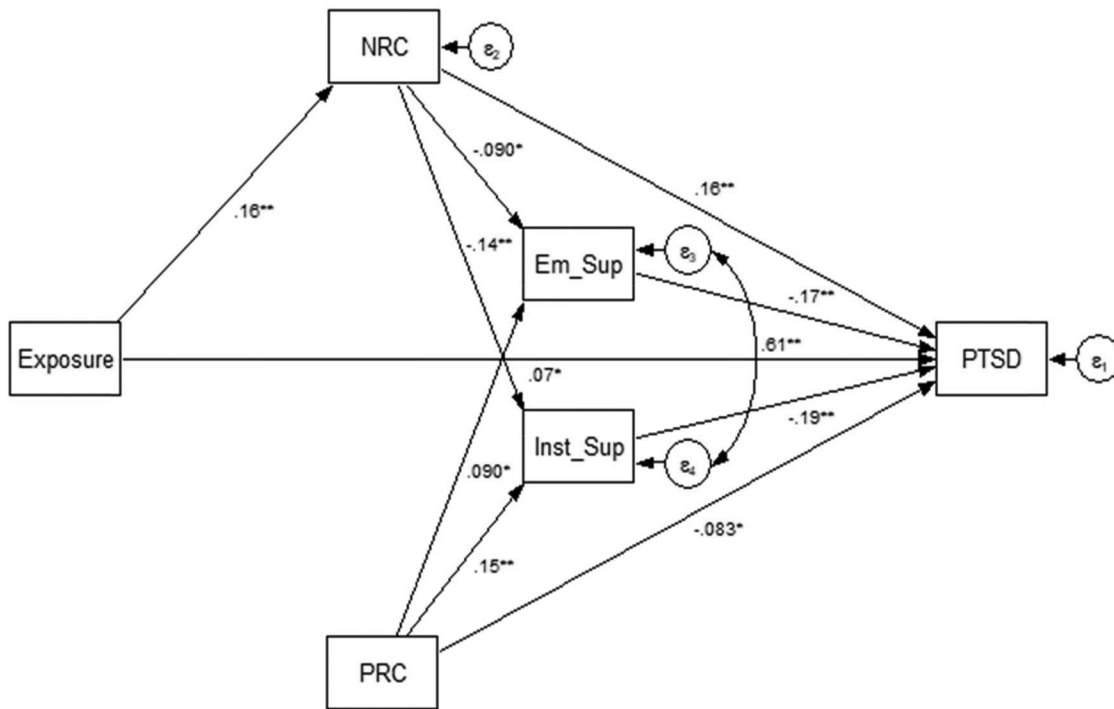 NRC
ε2
.16**
-.090*
.16**
-.14**
Em_Sup
ε3
-.17**
Exposure
.61**
PTSD
ε1
.07*
-.19**
Inst_Sup
ε4
.090*
-.083*
.15**
PRC